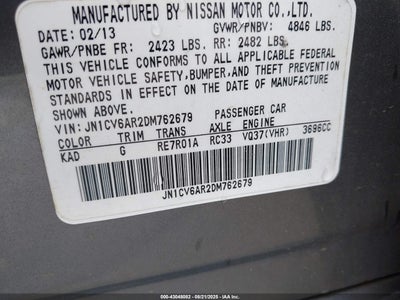 MANUFACTURED BY NISSAN MOTOR CO.,LTD.
DATE: 02/13 GVWR/PNBV: 4846 LBS.
GAWR/PNBE FR: 2423 LBS. RR: 2482 LBS.
THIS VEHICLE CONFORMS TO ALL APPLICABLE FEDERAL
MOTOR VEHICLE SAFETY,BUMPER,AND THEFT PREVENTION
STANDARDS IN EFFECT ON THE DATE OF MANUFACTURE
SHOWN ABOVE.
VIN: JN1CV6AR2DM762679 PASSENGER CAR
COLOR TRIM TRANS AXLE ENGINE
KAD G RE7R01A RC33 VQ37(VHR) 3696CC
JN1CV6AR2DM762679
000-43048082 - 08/21/2025 - IAAI.COM